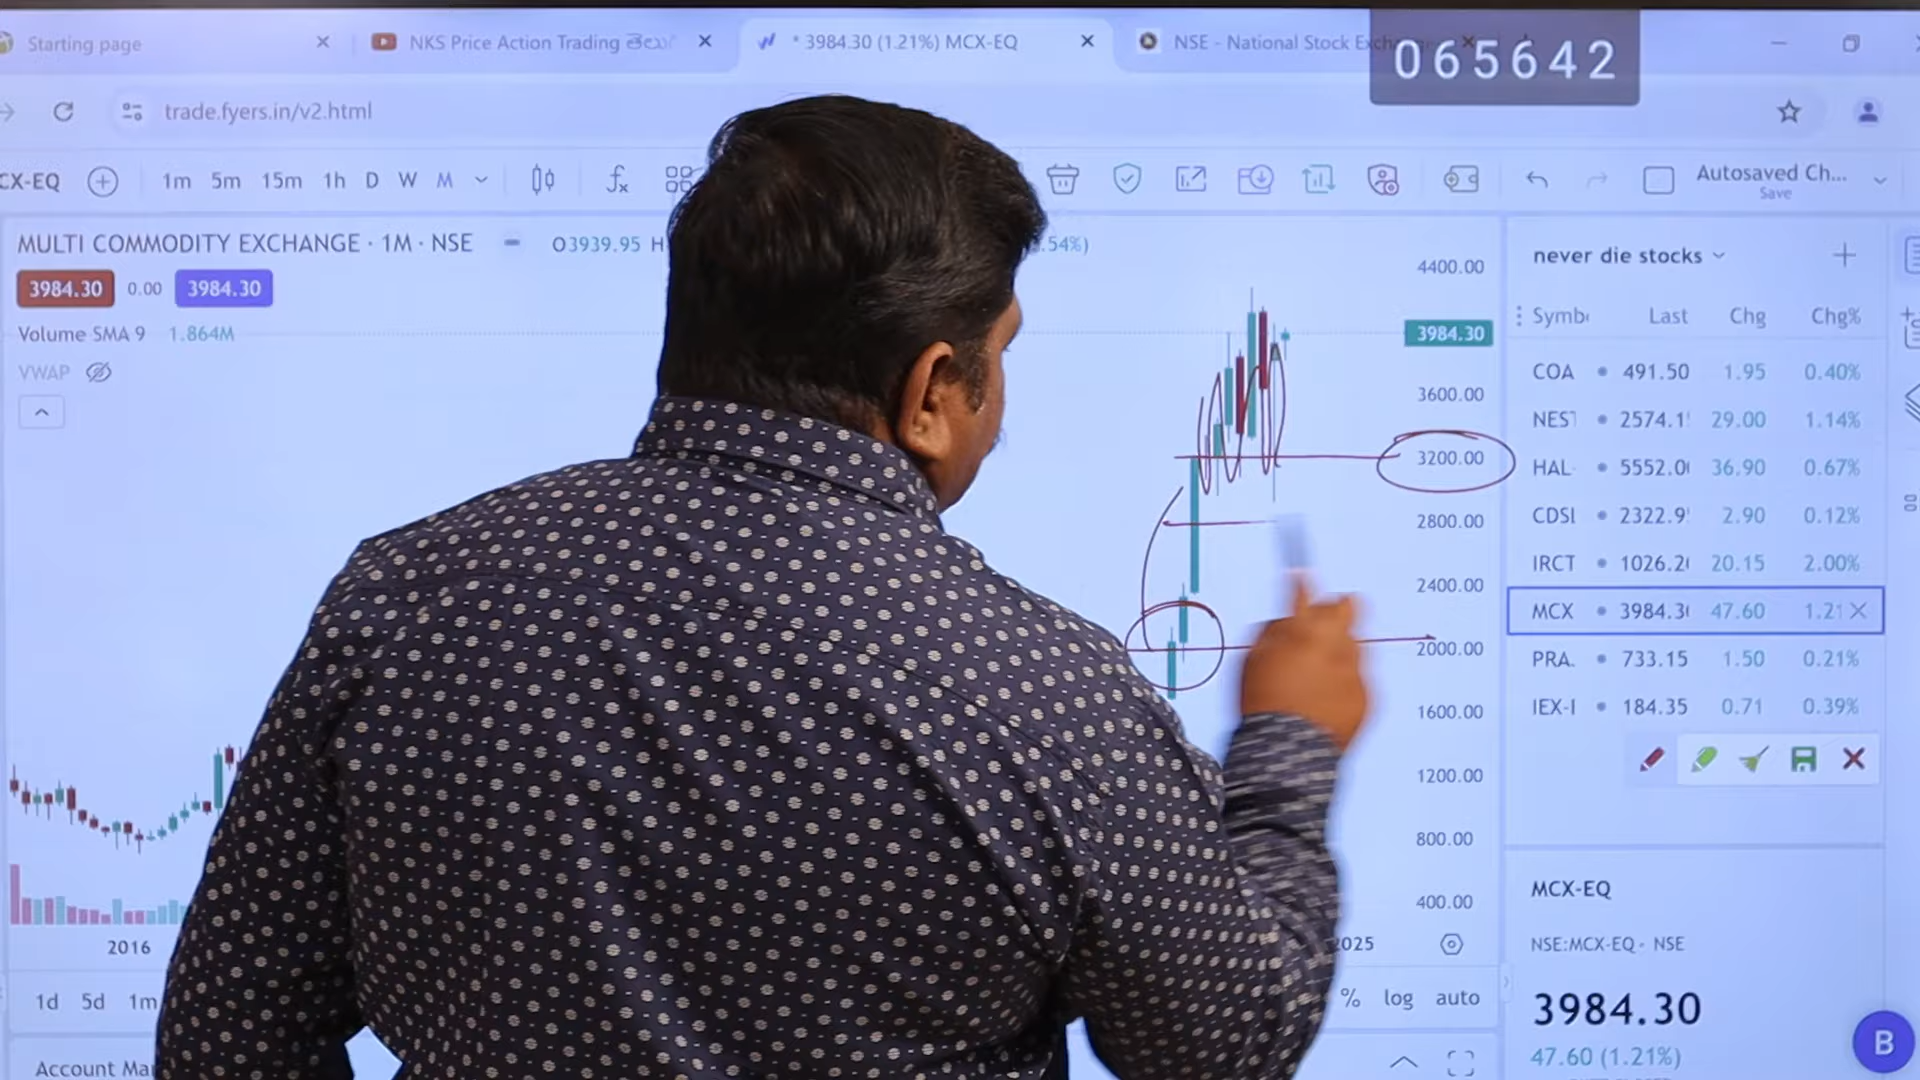 Starting page
NKS Price Action Trading తెలు
* 3984.30 (1.21%) MCX-EQ
NSE - National Stock Exch
065642
trade.fyers.in/v2.html
CX-EQ
1m 5m 15m 1h D W M
Autosaved Ch...
Save
MULTI COMMODITY EXCHANGE · 1M · NSE
O3939.95 H
.54%)
3984.30 0.00 3984.30
Volume SMA 9 1.864M
VWAP
4400.00
3984.30
3600.00
3200.00
2800.00
2400.00
2000.00
1600.00
1200.00
800.00
400.00
2016
2025
1d 5d 1m
% log auto
Account Ma
never die stocks
Symb Last Chg Chg%
COA 491.50 1.95 0.40%
NEST 2574.1 29.00 1.14%
HAL 5552.0 36.90 0.67%
CDSI 2322.9 2.90 0.12%
IRCT 1026.2 20.15 2.00%
MCX 3984.3 47.60 1.21
PRA. 733.15 1.50 0.21%
IEX-I 184.35 0.71 0.39%
MCX-EQ
NSE:MCX-EQ - NSE
3984.30
47.60 (1.21%)
B